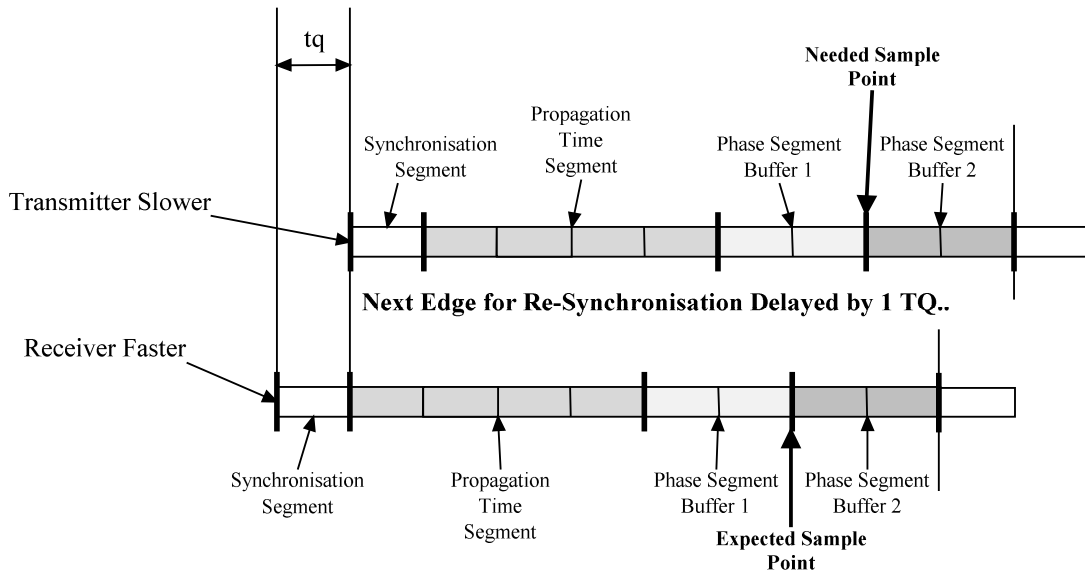 tq
Needed Sample
Point
Propagation
Time
Segment
Synchronisation
Segment
Phase Segment
Buffer 1
Phase Segment
Buffer 2
Transmitter Slower
Next Edge for Re-Synchronisation Delayed by 1 TQ..
Receiver Faster
Synchronisation
Segment
Propagation
Time
Segment
Phase Segment
Buffer 1
Phase Segment
Buffer 2
Expected Sample
Point